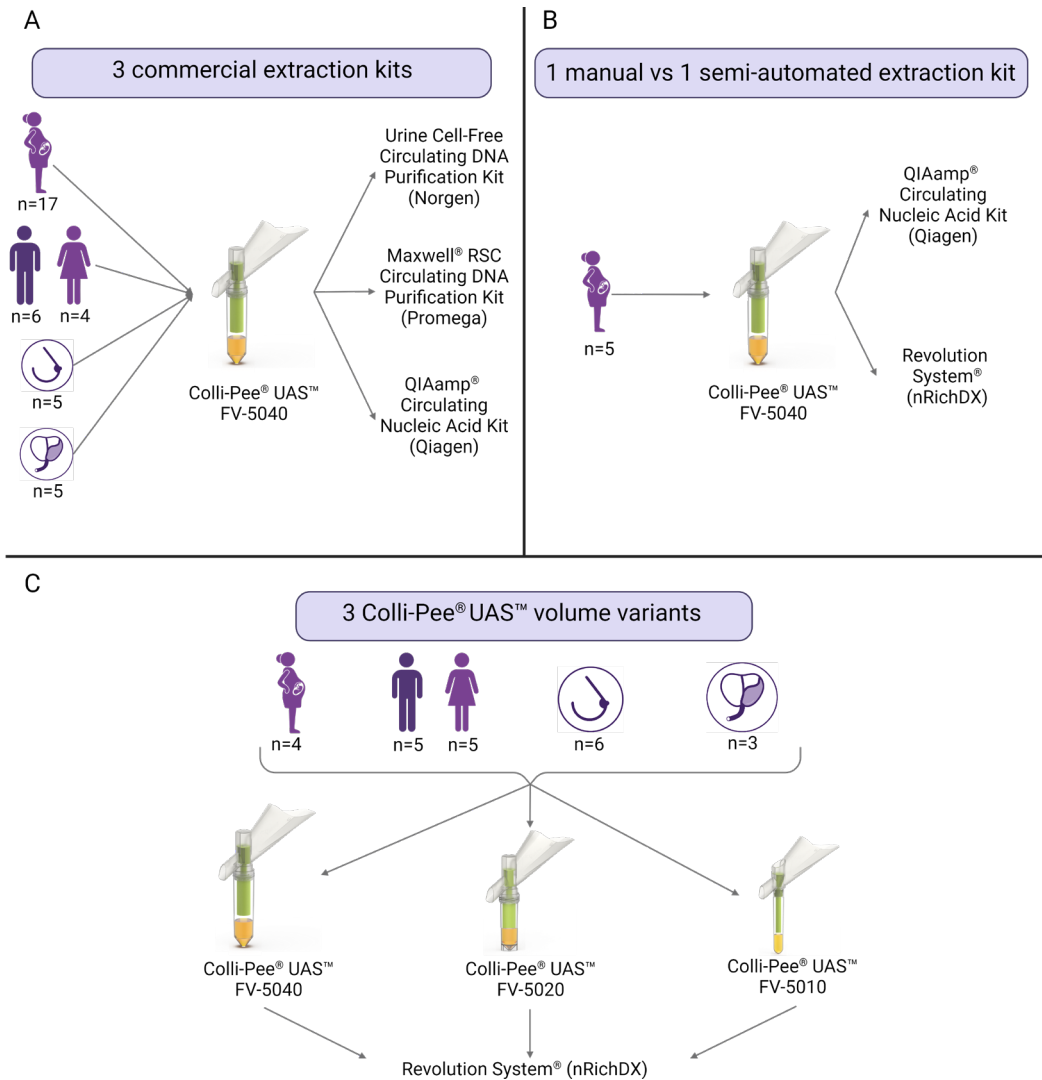 A
3 commercial extraction kits
n=17
n=6
n=4
n=5
n=5
Colli-Pee® UAS™
FV-5040
Urine Cell-Free
Circulating DNA
Purification Kit
(Norgen)
Maxwell® RSC
Circulating DNA
Purification Kit
(Promega)
QIAamp®
Circulating
Nucleic Acid Kit
(Qiagen)
B
1 manual vs 1 semi-automated extraction kit
n=5
Colli-Pee® UAS™
FV-5040
QIAamp®
Circulating
Nucleic Acid Kit
(Qiagen)
Revolution
System®
(nRichDX)
C
3 Colli-Pee® UAS™ volume variants
n=4
n=5
n=5
n=6
n=3
Colli-Pee® UAS™
FV-5040
Colli-Pee® UAS™
FV-5020
Colli-Pee® UAS™
FV-5010
Revolution System® (nRichDX)